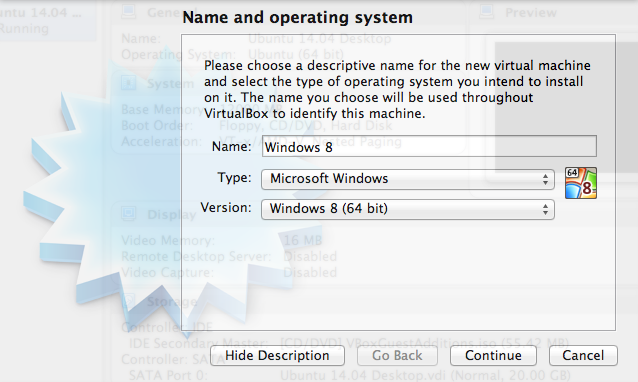 untu 14.04 ...
Running
General
Preview
Name and operating system
Name: Ubuntu 14.04 Desktop
Operating System: Ubuntu (64 bit)
Please choose a descriptive name for the new virtual machine
and select the type of operating system you intend to install
on it. The name you choose will be used throughout
VirtualBox to identify this machine.
System
Base Memory:
Boot Order: Floppy, CD/DVD, Hard Disk
Acceleration: Paging
Name: Windows 8
Type: Microsoft Windows
64
8
Version: Windows 8 (64 bit)
Display
Video Memory: 16 MB
Remote Desktop Server: Disabled
Video Capture: Disabled
Storage
Controller: IDE
IDE Secondary Master: [CD/DVD] VBoxGuestAdditions.iso (55.42 MB)
Controller: SATA
SATA Port 0: Ubuntu 14.04 Desktop.vdi (Normal, 20.00 GB)
Hide Description
Go Back
Continue
Cancel